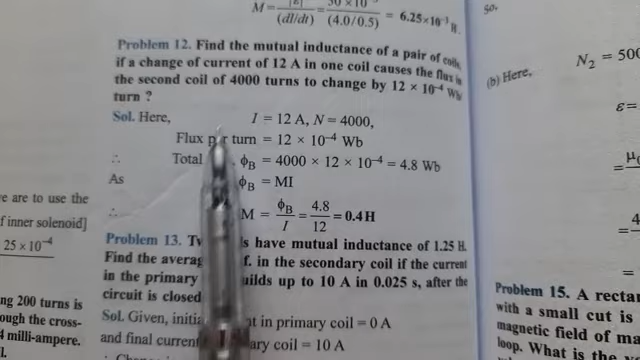 M = |ε| / (dI/dt) = 30 × 10 / (4.0/0.5) = 6.25×10⁻³ H.
Problem 12. Find the mutual inductance of a pair of coils,
if a change of current of 12 A in one coil causes the flux in
the second coil of 4000 turns to change by 12 × 10⁻⁴ Wb
turn ?
Sol. Here, I = 12 A, N = 4000,
Flux per turn = 12 × 10⁻⁴ Wb
∴ Total ϕB = 4000 × 12 × 10⁻⁴ = 4.8 Wb
As ϕB = MI
∴ M = ϕB / I = 4.8 / 12 = 0.4 H
Problem 13. have mutual inductance of 1.25 H.
Find the average f. in the secondary coil if the current
in the primary uilds up to 10 A in 0.025 s, after the
circuit is closed
Sol. Given, initia nt in primary coil = 0 A
and final current ary coil = 10 A
e are to use the
f inner solenoid]
25 × 10⁻⁴
ng 200 turns is
ough the cross-
4 milli-ampere.
l.
so,
N₂ = 500
(b) Here,
ε =
= μ₀
= 4
=
Problem 15. A recta
with a small cut is
magnetic field of ma
loop. What is the v